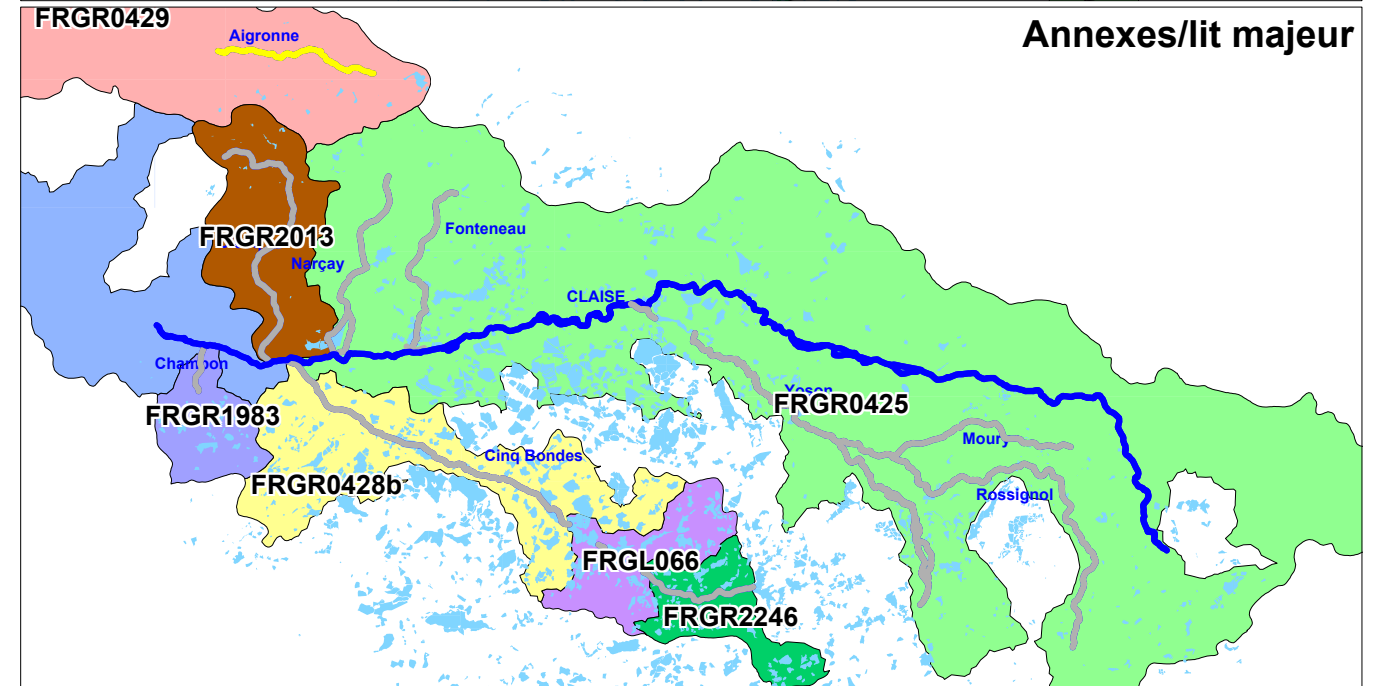 FRGR0429
Annexes/lit majeur
Aigronne
Fonteneau
FRGR2013
Narçay
CLAISE
Chambon
Yoson
FRGR0425
FRGR1983
Moury
Cinq Bondes
FRGR0428b
Rossignol
FRGL066
FRGR2246